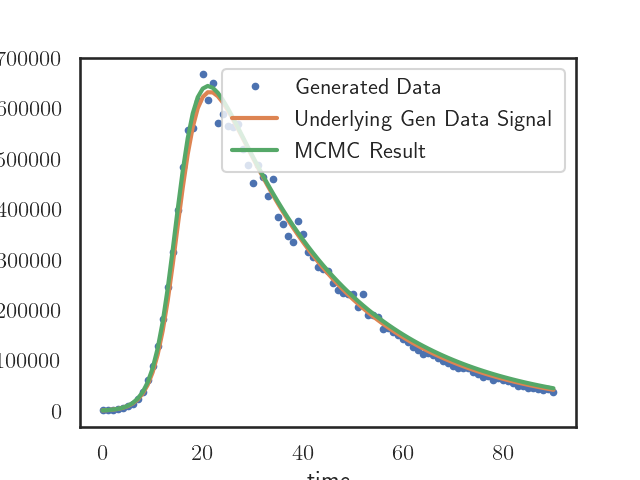 700000
600000
500000
400000
300000
200000
100000
0
Generated Data
Underlying Gen Data Signal
MCMC Result
0 20 40 60 80
time